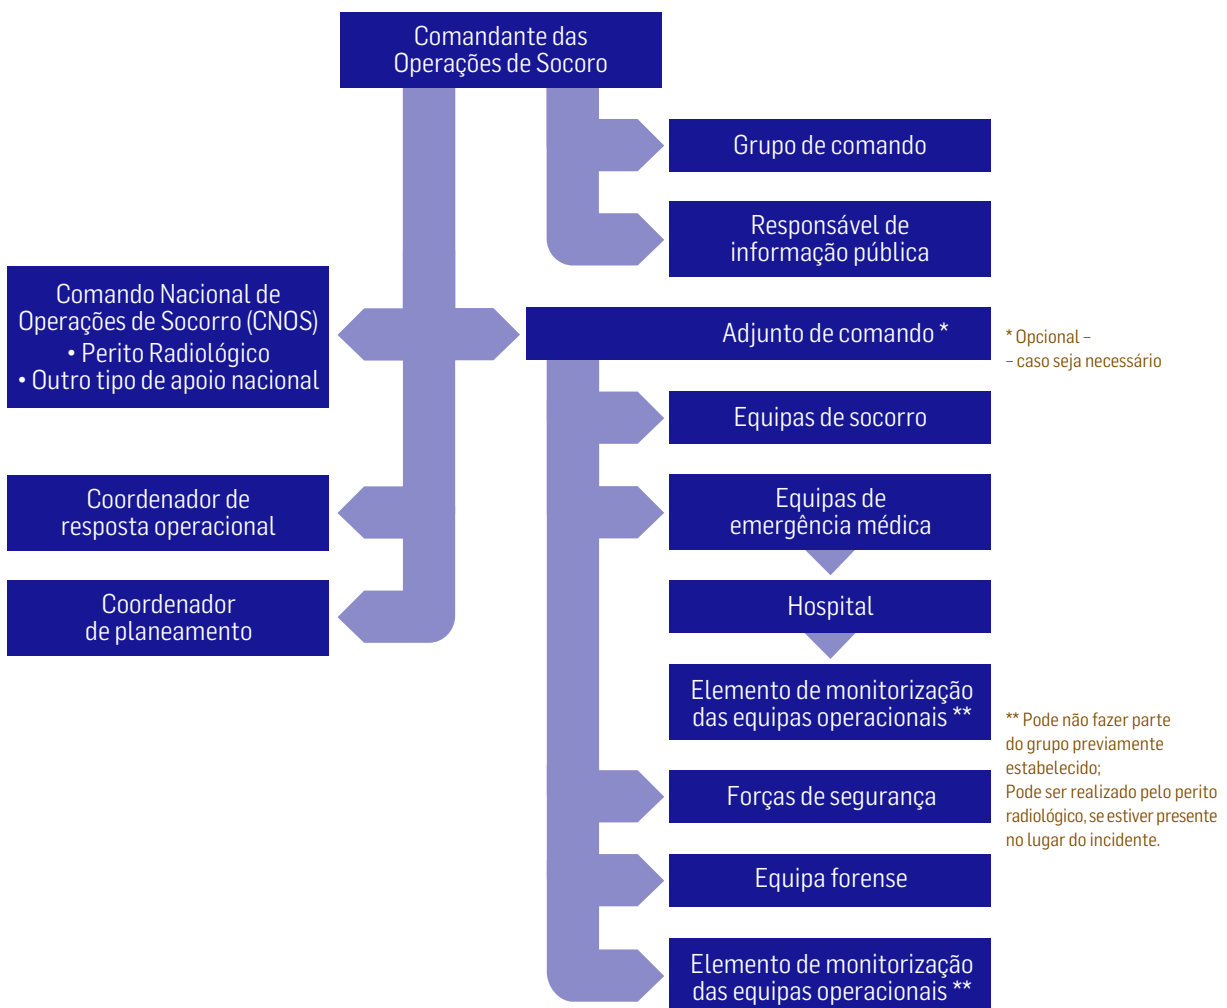 Comandante das
Operações de Socoro
Grupo de comando
Responsável de
informação pública
Comando Nacional de
Operações de Socorro (CNOS)
• Perito Radiológico
• Outro tipo de apoio nacional
Adjunto de comando *
* Opcional –
– caso seja necessário
Equipas de socorro
Coordenador de
resposta operacional
Equipas de
emergência médica
Coordenador
de planeamento
Hospital
Elemento de monitorização
das equipas operacionais **
** Pode não fazer parte
do grupo previamente
estabelecido;
Pode ser realizado pelo perito
radiológico, se estiver presente
no lugar do incidente.
Forças de segurança
Equipa forense
Elemento de monitorização
das equipas operacionais **